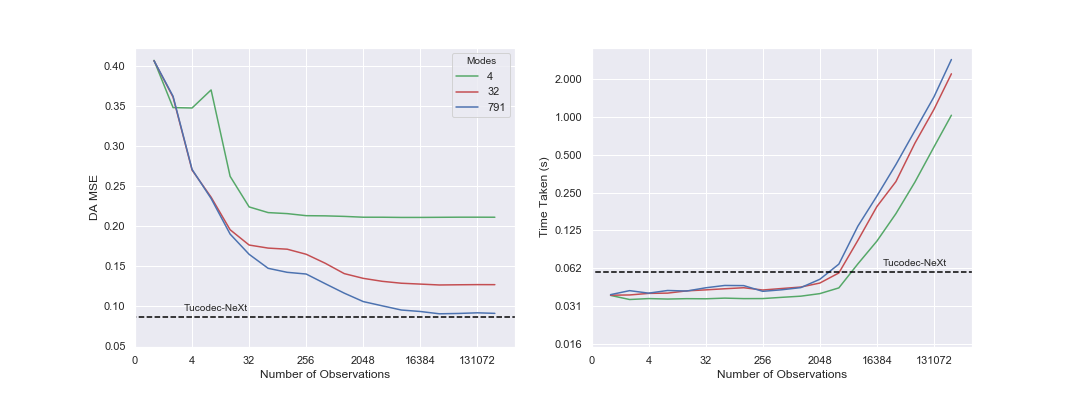 Modes
4
32
791
0.40
0.35
0.30
0.25
0.20
0.15
0.10
0.05
DA MSE
Tucodec-NeXt
0 4 32 256 2048 16384 131072
Number of Observations
2.000
1.000
0.500
0.250
0.125
0.062
0.031
0.016
Time Taken (s)
Tucodec-NeXt
0 4 32 256 2048 16384 131072
Number of Observations